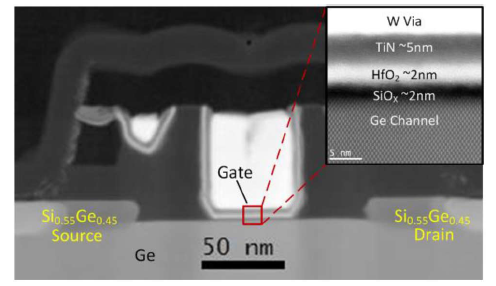 W Via
TiN ~5nm
HfO₂ ~2nm
SiOₓ ~2nm
Ge Channel
5 nm
Gate
Si₀.₅₅Ge₀.₄₅
Source
Si₀.₅₅Ge₀.₄₅
Drain
Ge
50 nm